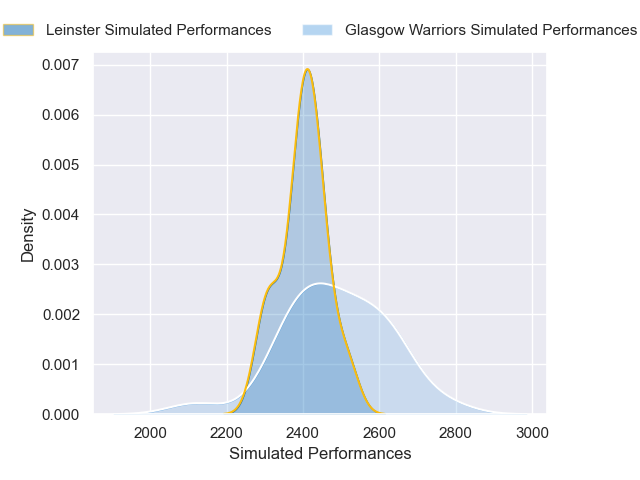 Leinster Simulated Performances
Glasgow Warriors Simulated Performances
0.007
0.006
0.005
0.004
0.003
0.002
0.001
0.000
Density
2000 2200 2400 2600 2800 3000
Simulated Performances